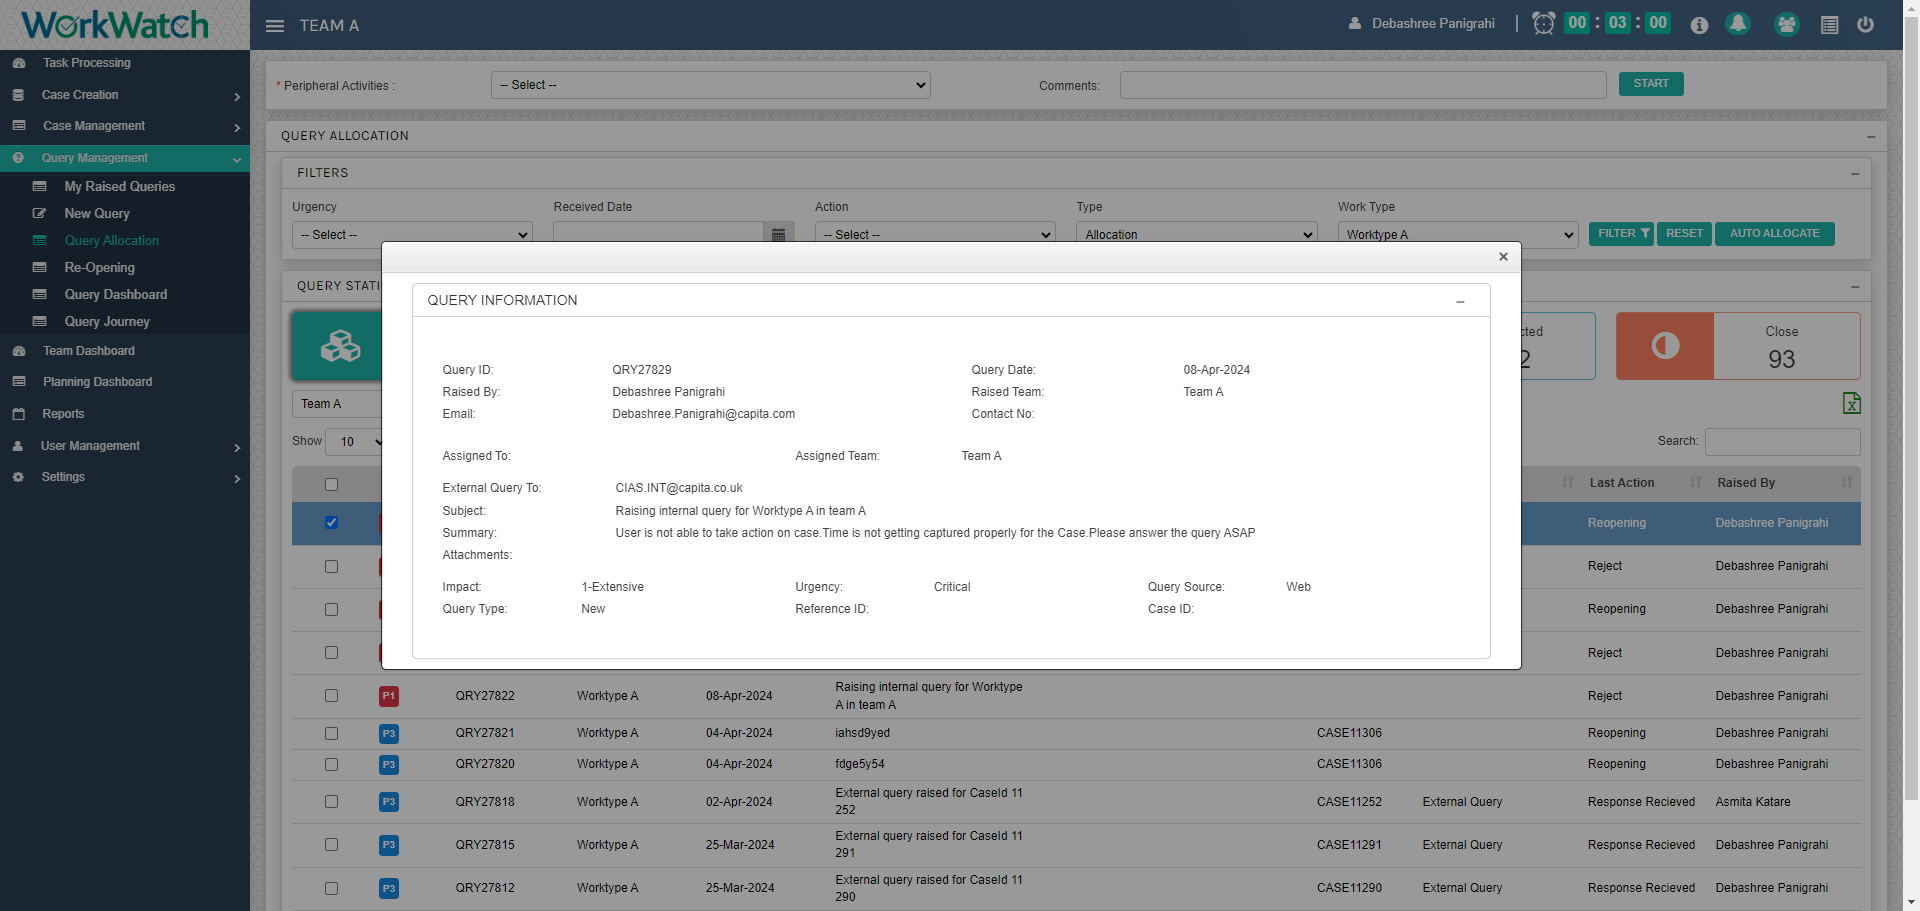 WorkWatch
TEAM A
Debashree Panigrahi | 00 : 03 : 00
Task Processing
Case Creation
Case Management
Query Management
My Raised Queries
New Query
Query Allocation
Re-Opening
Query Dashboard
Query Journey
Team Dashboard
Planning Dashboard
Reports
User Management
Settings
* Peripheral Activities : -- Select -- Comments: START
QUERY ALLOCATION
FILTERS
Urgency Received Date Action Type Work Type
-- Select -- -- Select -- Allocation Worktype A FILTER RESET AUTO ALLOCATE
QUERY STATI
cted
2
Close
93
Team A
Show 10 Search:
Last Action Raised By
Reopening Debashree Panigrahi
Reject Debashree Panigrahi
Reopening Debashree Panigrahi
Reject Debashree Panigrahi
QUERY INFORMATION
Query ID: QRY27829 Query Date: 08-Apr-2024
Raised By: Debashree Panigrahi Raised Team: Team A
Email: Debashree.Panigrahi@capita.com Contact No:
Assigned To: Assigned Team: Team A
External Query To: CIAS.INT@capita.co.uk
Subject: Raising internal query for Worktype A in team A
Summary: User is not able to take action on case.Time is not getting captured properly for the Case.Please answer the query ASAP
Attachments:
Impact: 1-Extensive Urgency: Critical Query Source: Web
Query Type: New Reference ID: Case ID:
P1 QRY27822 Worktype A 08-Apr-2024 Raising internal query for Worktype
A in team A Reject Debashree Panigrahi
P3 QRY27821 Worktype A 04-Apr-2024 iahsd9yed CASE11306 Reopening Debashree Panigrahi
P3 QRY27820 Worktype A 04-Apr-2024 fdge5y54 CASE11306 Reopening Debashree Panigrahi
P3 QRY27818 Worktype A 02-Apr-2024 External query raised for CaseId 11
252 CASE11252 External Query Response Recieved Asmita Katare
P3 QRY27815 Worktype A 25-Mar-2024 External query raised for CaseId 11
291 CASE11291 External Query Response Recieved Debashree Panigrahi
P3 QRY27812 Worktype A 25-Mar-2024 External query raised for CaseId 11
290 CASE11290 External Query Response Recieved Debashree Panigrahi